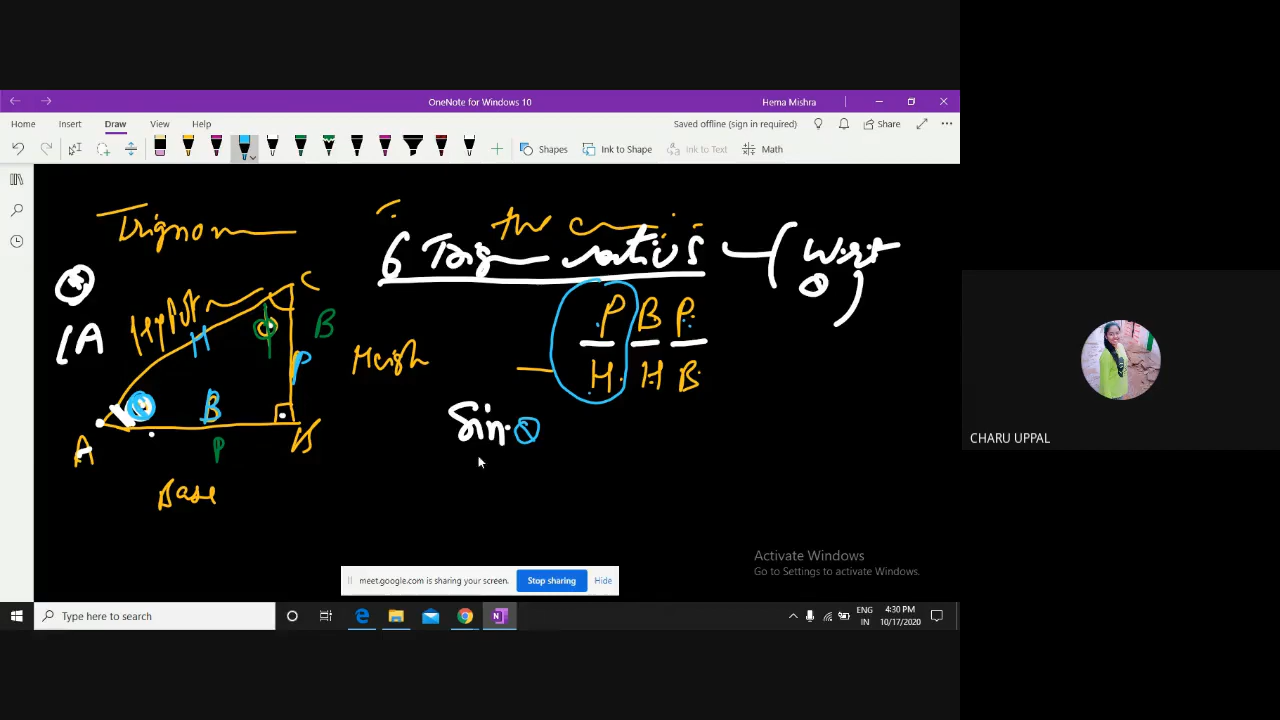 OneNote for Windows 10
Hema Mishra
Home Insert Draw View Help
Saved offline (sign in required)
Share
Shapes
Ink to Shape
Ink to Text
Math
Trignom
6 Trig ratios (w.r.t
θ)
the
C
Hypot
H
B
P
P B P
H H B
A
B
P
B
A
Base
Sin θ
CHARU UPPAL
Activate Windows
Go to Settings to activate Windows.
meet.google.com is sharing your screen.
Stop sharing
Hide
Type here to search
ENG
IN
4:30 PM
10/17/2020